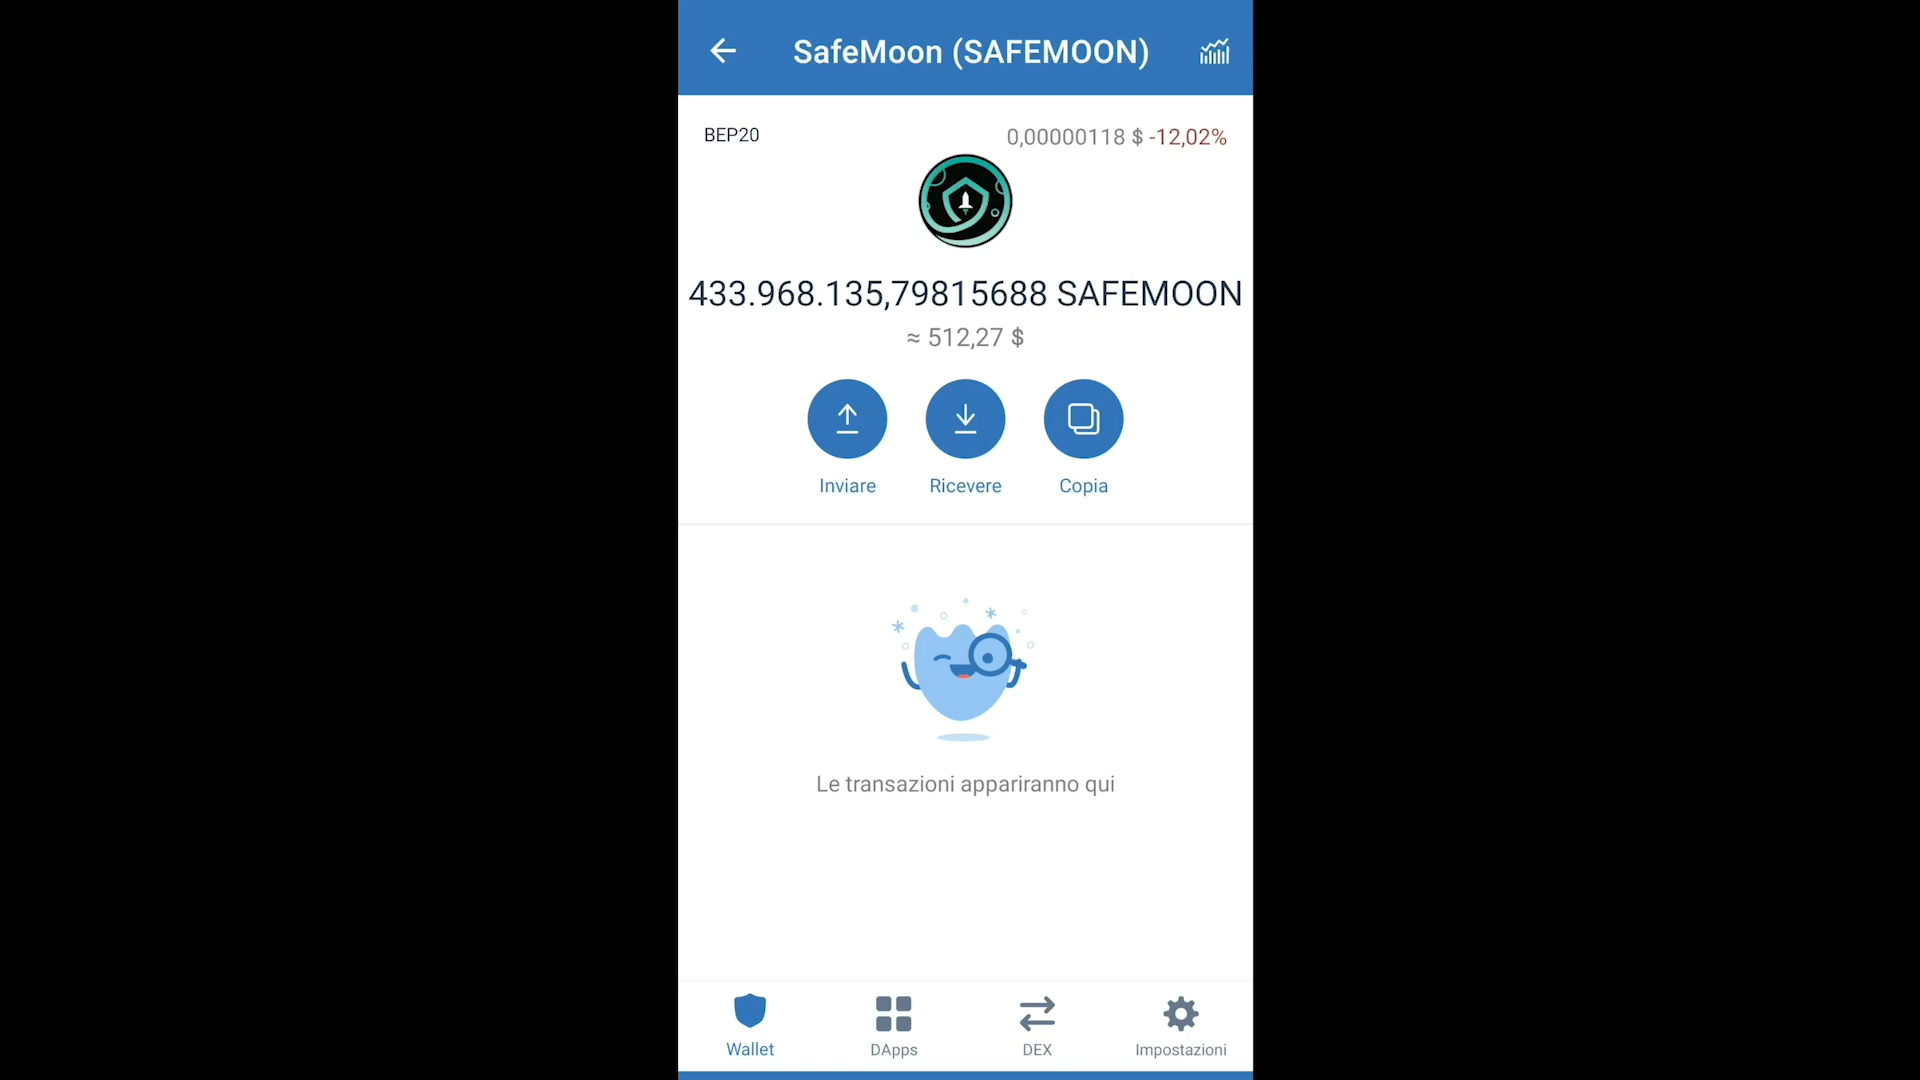 SafeMoon (SAFEMOON)
BEP20
0,00000118 $ -12,02%
433.968.135,79815688 SAFEMOON
≈ 512,27 $
Inviare Ricevere Copia
Le transazioni appariranno qui
Wallet DApps DEX Impostazioni